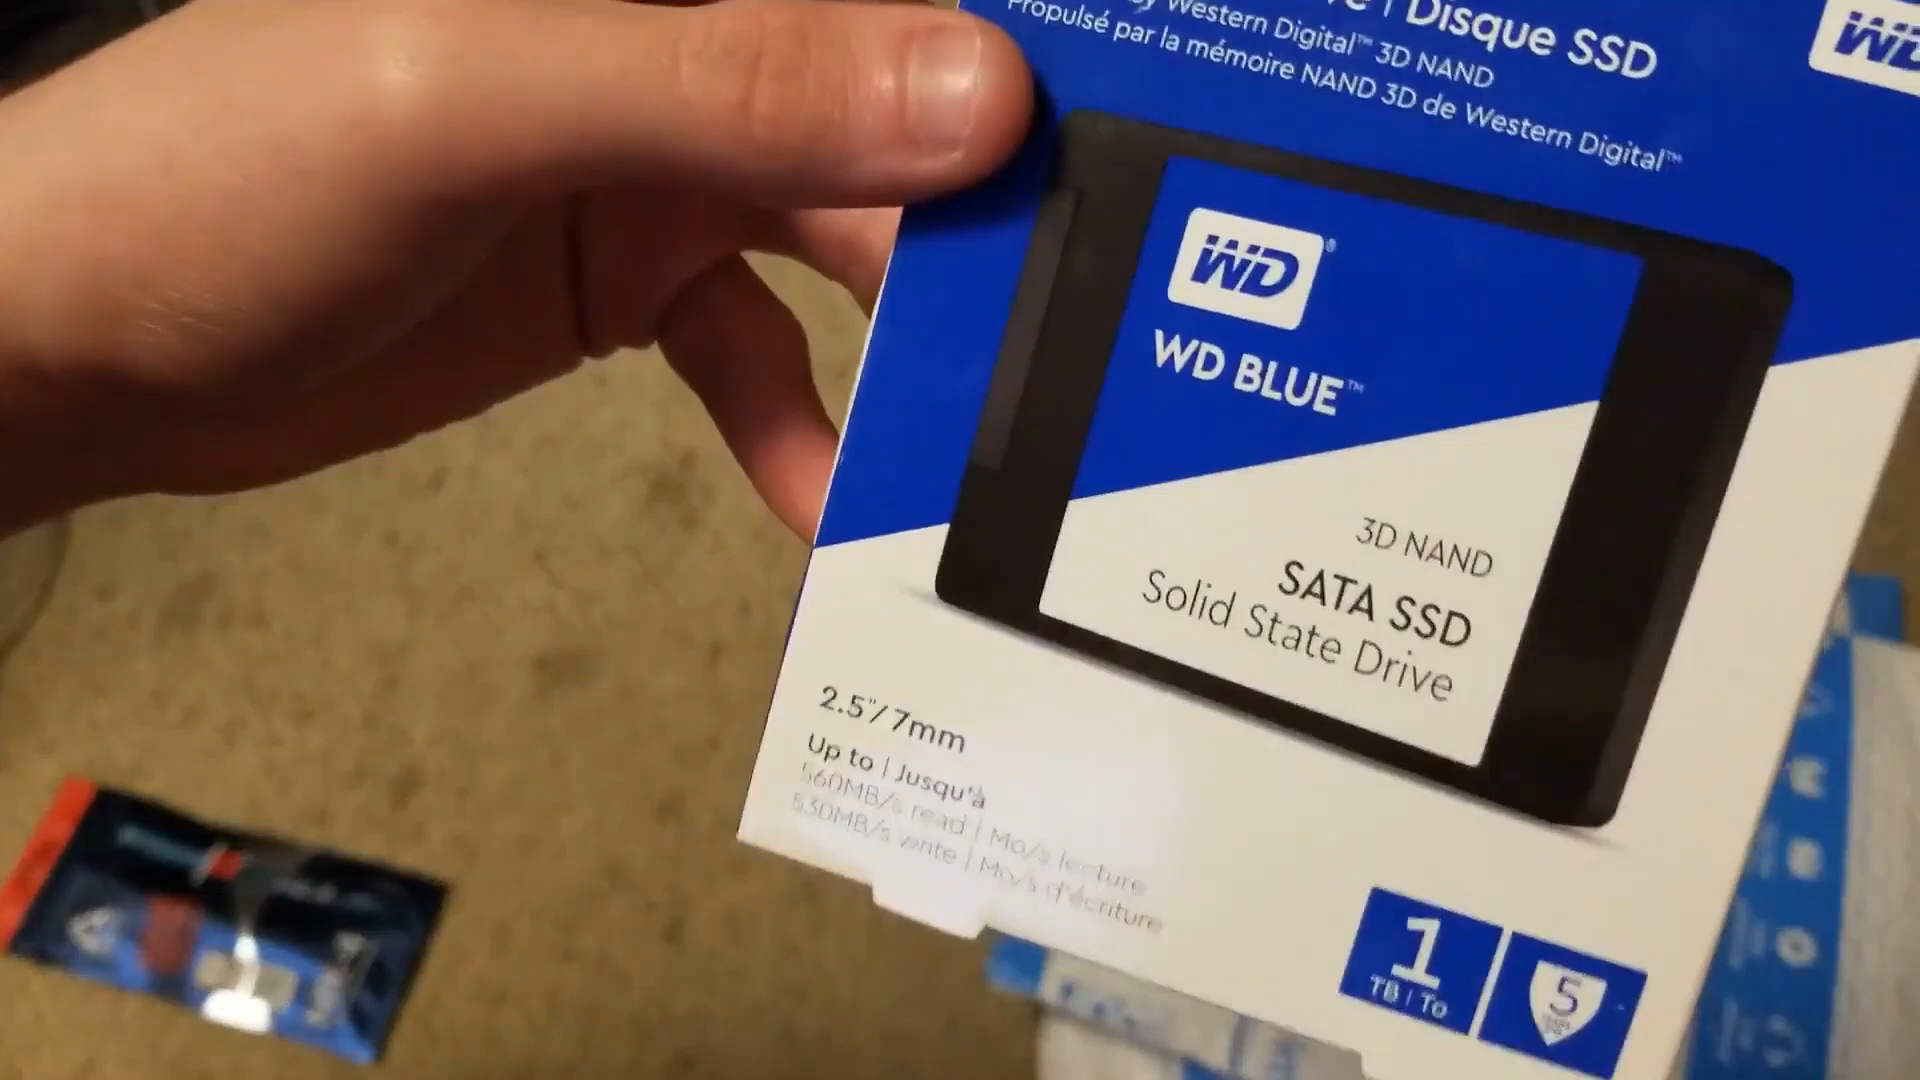 Disque SSD
Western Digital™ 3D NAND
Propulsé par la mémoire NAND 3D de Western Digital™
WD
WD®
WD BLUE™
3D NAND
SATA SSD
Solid State Drive
2.5"/7mm
Up to | Jusqu'à
560MB/s read | Mo/s lecture
530MB/s write | Mo/s d'écriture
1
TB | To
5